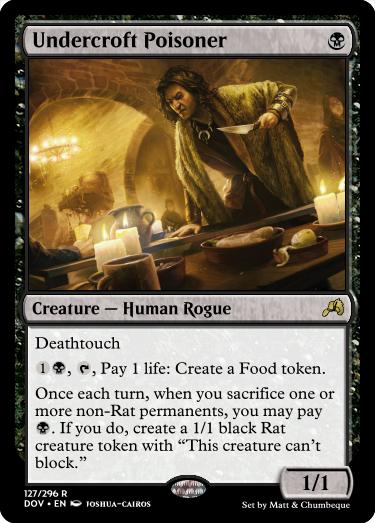 Undercroft Poisoner
Creature — Human Rogue
Deathtouch
1, , Pay 1 life: Create a Food token.
Once each turn, when you sacrifice one or
more non-Rat permanents, you may pay
. If you do, create a 1/1 black Rat
creature token with “This creature can’t
block.”
1/1
127/296 R
DOV • EN JOSHUA-CAIROS
Set by Matt & Chumbeque